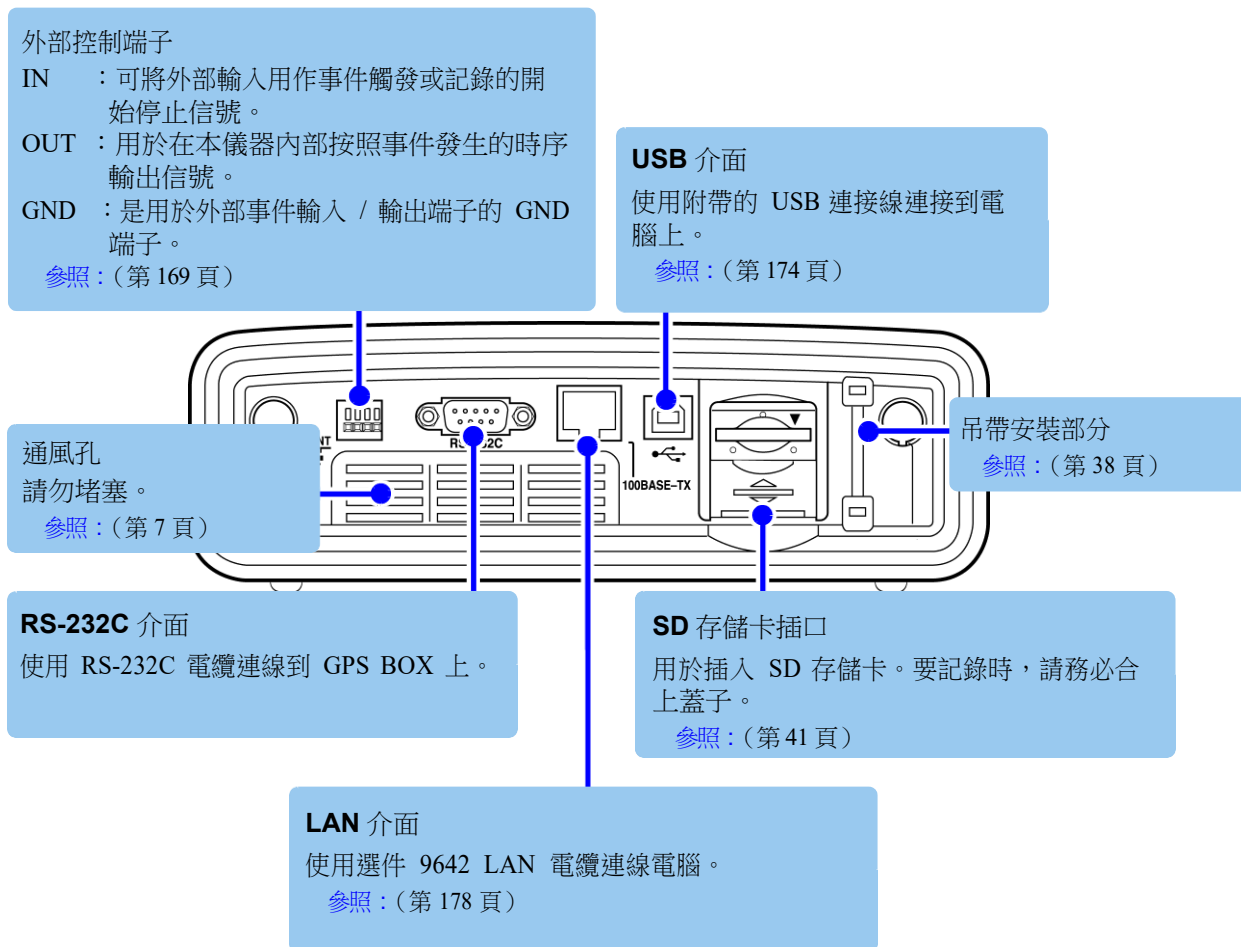 外部控制端子
IN ：可將外部輸入用作事件觸發或記錄的開
始停止信號。
OUT ：用於在本儀器內部按照事件發生的時序
輸出信號。
GND ：是用於外部事件輸入 / 輸出端子的 GND
端子。
參照：（第 169 頁）
USB 介面
使用附帶的 USB 連接線連接到電
腦上。
參照：（第 174 頁）
通風孔
請勿堵塞。
參照：（第 7 頁）
100BASE-TX
吊帶安裝部分
參照：（第 38 頁）
RS-232C 介面
使用 RS-232C 電纜連線到 GPS BOX 上。
SD 存儲卡插口
用於插入 SD 存儲卡。要記錄時，請務必合
上蓋子。
參照：（第 41 頁）
LAN 介面
使用選件 9642 LAN 電纜連線電腦。
參照：（第 178 頁）